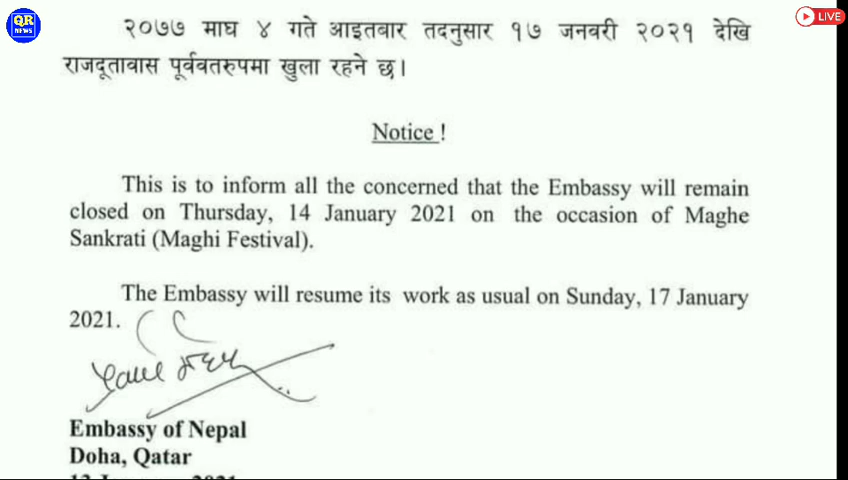 QR
NEWS
LIVE
२०७७ माघ ४ गते आइतबार तदनुसार १७ जनवरी २०२१ देखि
राजदूतावास पूर्ववतरुपमा खुला रहने छ।
Notice !
This is to inform all the concerned that the Embassy will remain
closed on Thursday, 14 January 2021 on the occasion of Maghe
Sankrati (Maghi Festival).
The Embassy will resume its work as usual on Sunday, 17 January
2021.
Embassy of Nepal
Doha, Qatar